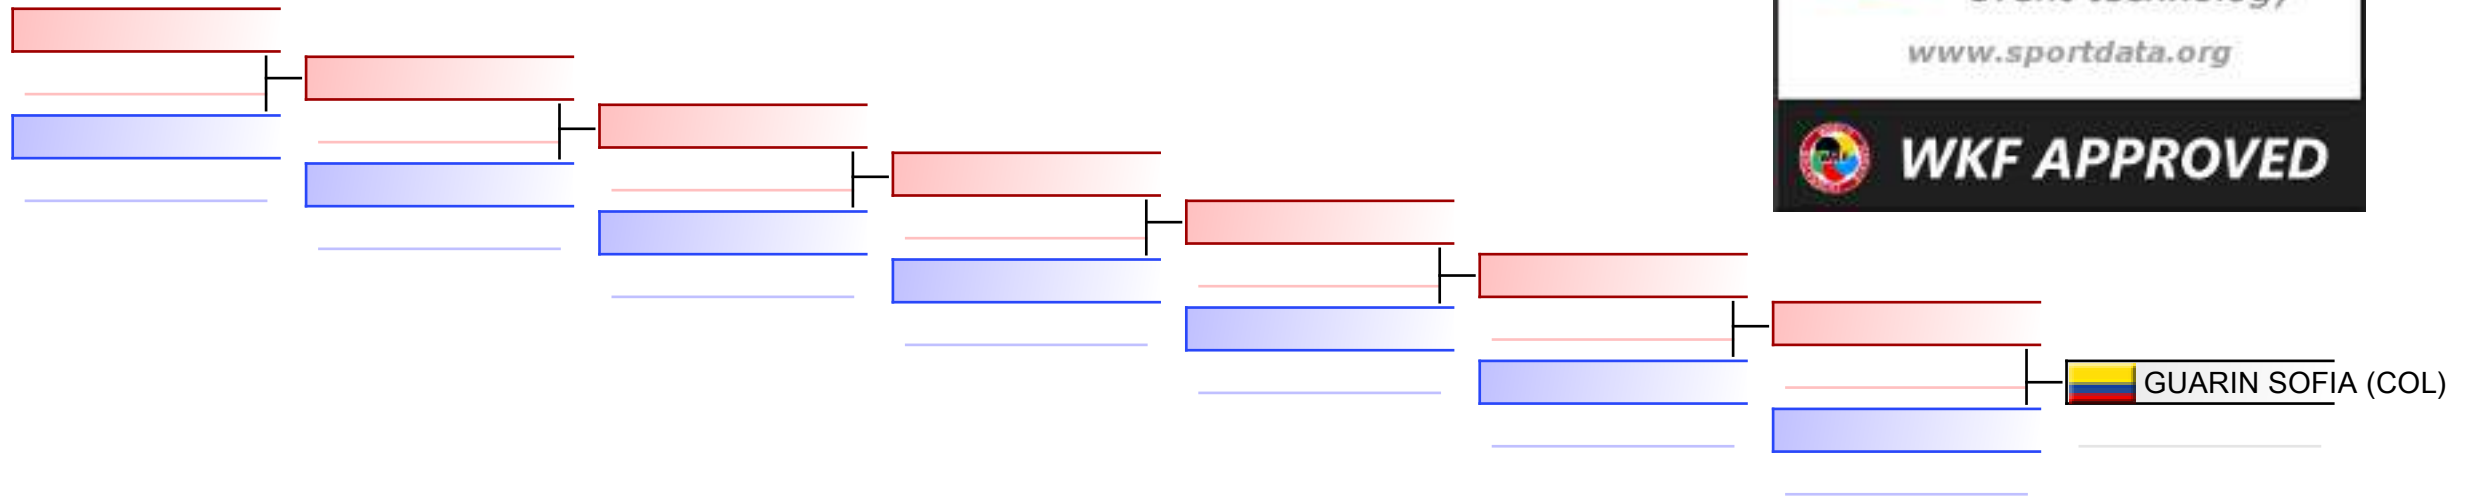 www.sportdata.org
WKF APPROVED
GUARIN SOFIA (COL)